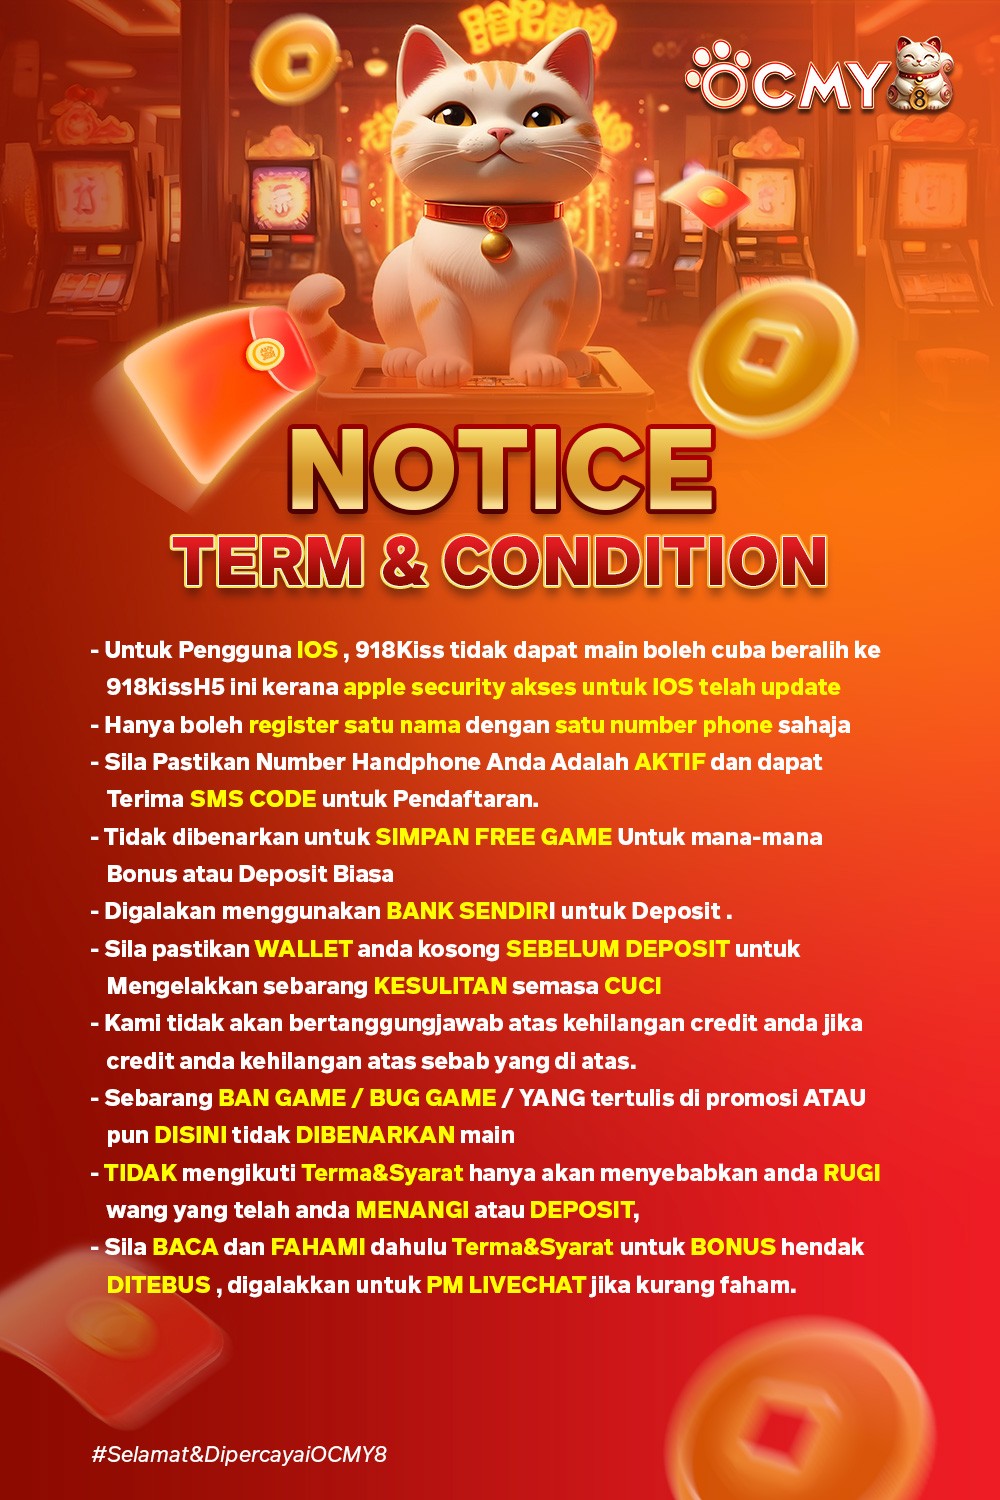 OCMY8
NOTICE
TERM & CONDITION
- Untuk Pengguna IOS , 918Kiss tidak dapat main boleh cuba beralih ke
918kissH5 ini kerana apple security akses untuk IOS telah update
- Hanya boleh register satu nama dengan satu number phone sahaja
- Sila Pastikan Number Handphone Anda Adalah AKTIF dan dapat
Terima SMS CODE untuk Pendaftaran.
- Tidak dibenarkan untuk SIMPAN FREE GAME Untuk mana-mana
Bonus atau Deposit Biasa
- Digalakan menggunakan BANK SENDIRI untuk Deposit .
- Sila pastikan WALLET anda kosong SEBELUM DEPOSIT untuk
Mengelakkan sebarang KESULITAN semasa CUCI
- Kami tidak akan bertanggungjawab atas kehilangan credit anda jika
credit anda kehilangan atas sebab yang di atas.
- Sebarang BAN GAME / BUG GAME / YANG tertulis di promosi ATAU
pun DISINI tidak DIBENARKAN main
- TIDAK mengikuti Terma&Syarat hanya akan menyebabkan anda RUGI
wang yang telah anda MENANGI atau DEPOSIT,
- Sila BACA dan FAHAMI dahulu Terma&Syarat untuk BONUS hendak
DITEBUS , digalakkan untuk PM LIVECHAT jika kurang faham.
#Selamat&DipercayaiOCMY8